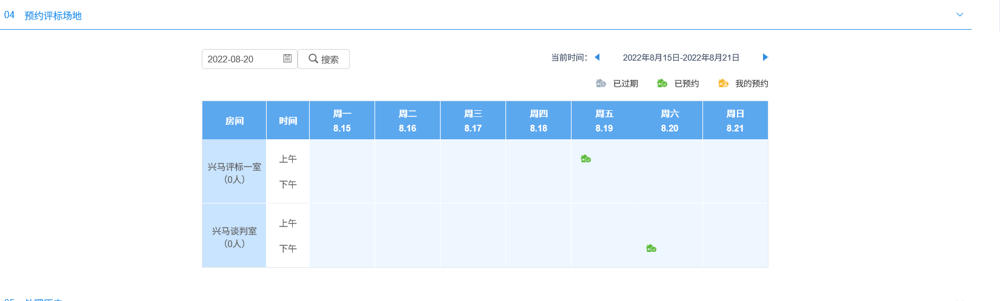 04 预约评标场地
2022-08-20 搜索 当前时间： 2022年8月15日-2022年8月21日
已过期 已预约 我的预约
房间 时间 周一 周二 周三 周四 周五 周六 周日
8.15 8.16 8.17 8.18 8.19 8.20 8.21
兴马评标一室
（0人）
上午
下午
兴马谈判室
（0人）
上午
下午